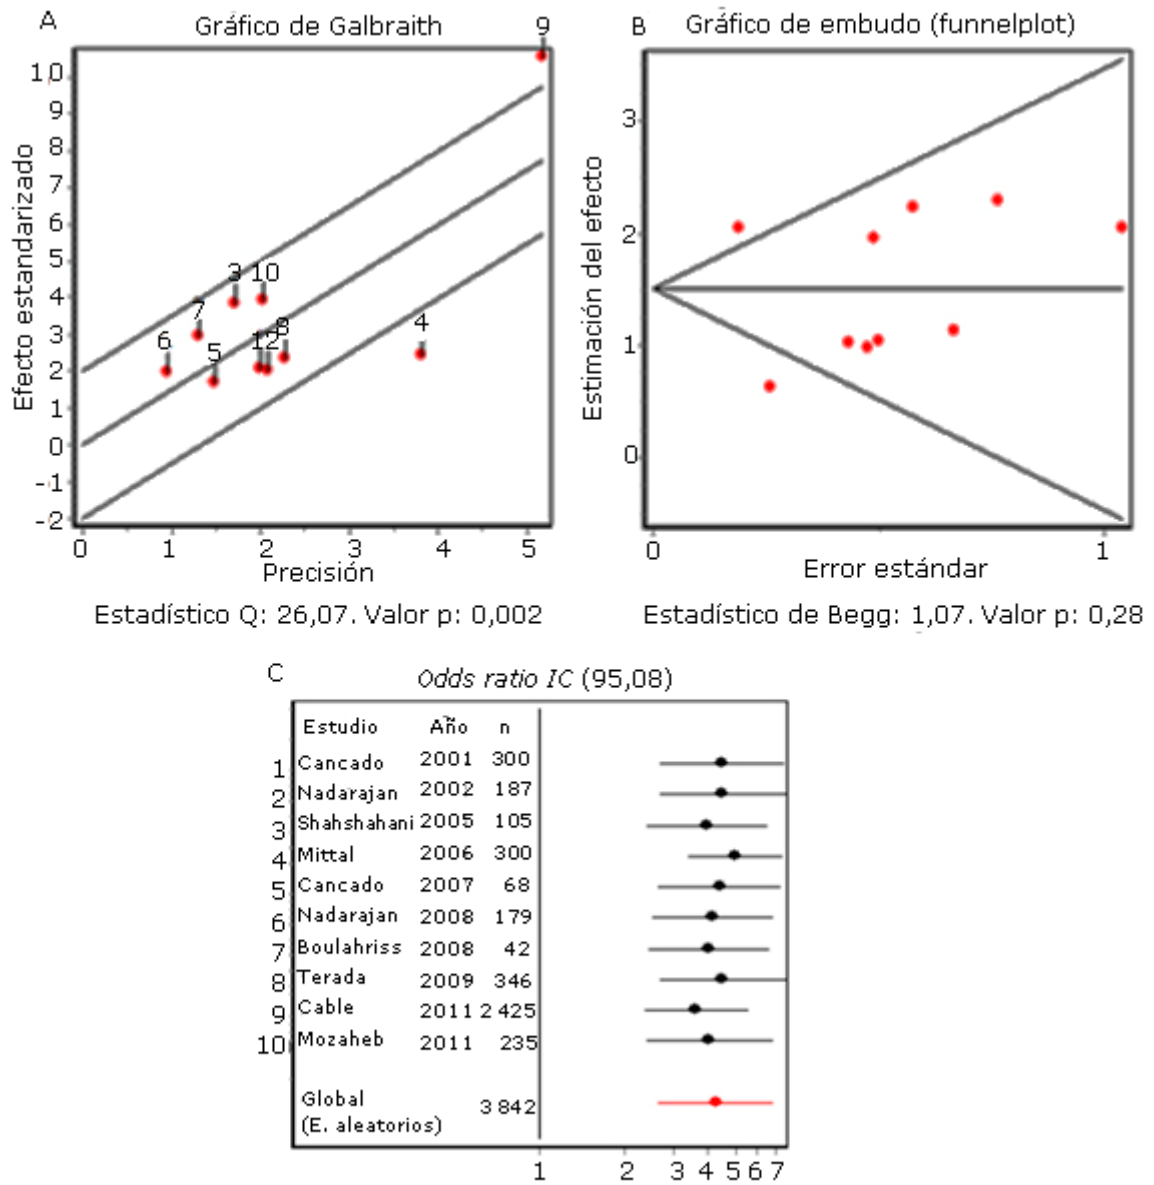 A
Gráfico de Galbraith
9
10
9
8
7
6
5
4
3
2
1
0
-1
-2
Efecto estandarizado
3
10
7
6
5
1
2
8
4
0
1
2
3
4
5
Precisión
Estadístico Q: 26,07. Valor p: 0,002
B
Gráfico de embudo (funnelplot)
3
2
1
0
Estimación del efecto
0
1
Error estándar
Estadístico de Begg: 1,07. Valor p: 0,28
C
Odds ratio IC (95,08)
Estudio Año n
1 Cancado 2001 300
2 Nadarajan 2002 187
3 Shahshahani 2005 105
4 Mittal 2006 300
5 Cancado 2007 68
6 Nadarajan 2008 179
7 Boulahriss 2008 42
8 Terada 2009 346
9 Cable 2011 2 425
10 Mozaheb 2011 235
Global 3 842
(E. aleatorios)
1 2 3 4 5 6 7